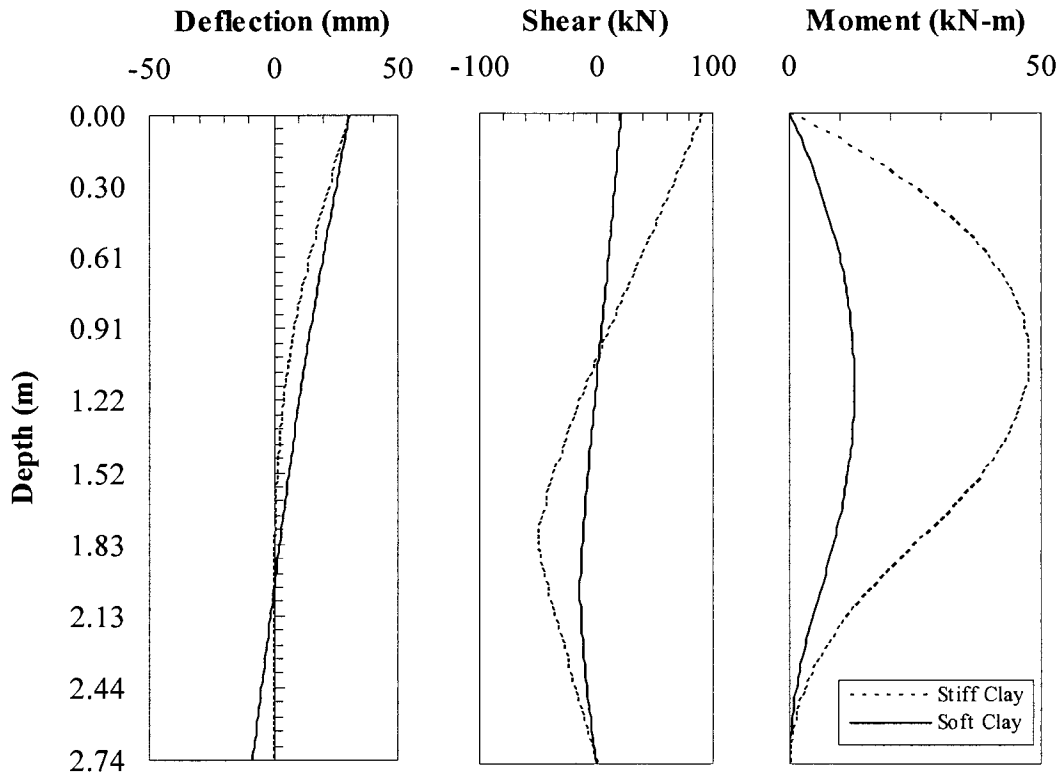 Deflection (mm)
Shear (kN)
Moment (kN-m)
-50 0 50
-100 0 100
0 50
Depth (m)
0.00
0.30
0.61
0.91
1.22
1.52
1.83
2.13
2.44
2.74
Stiff Clay
Soft Clay